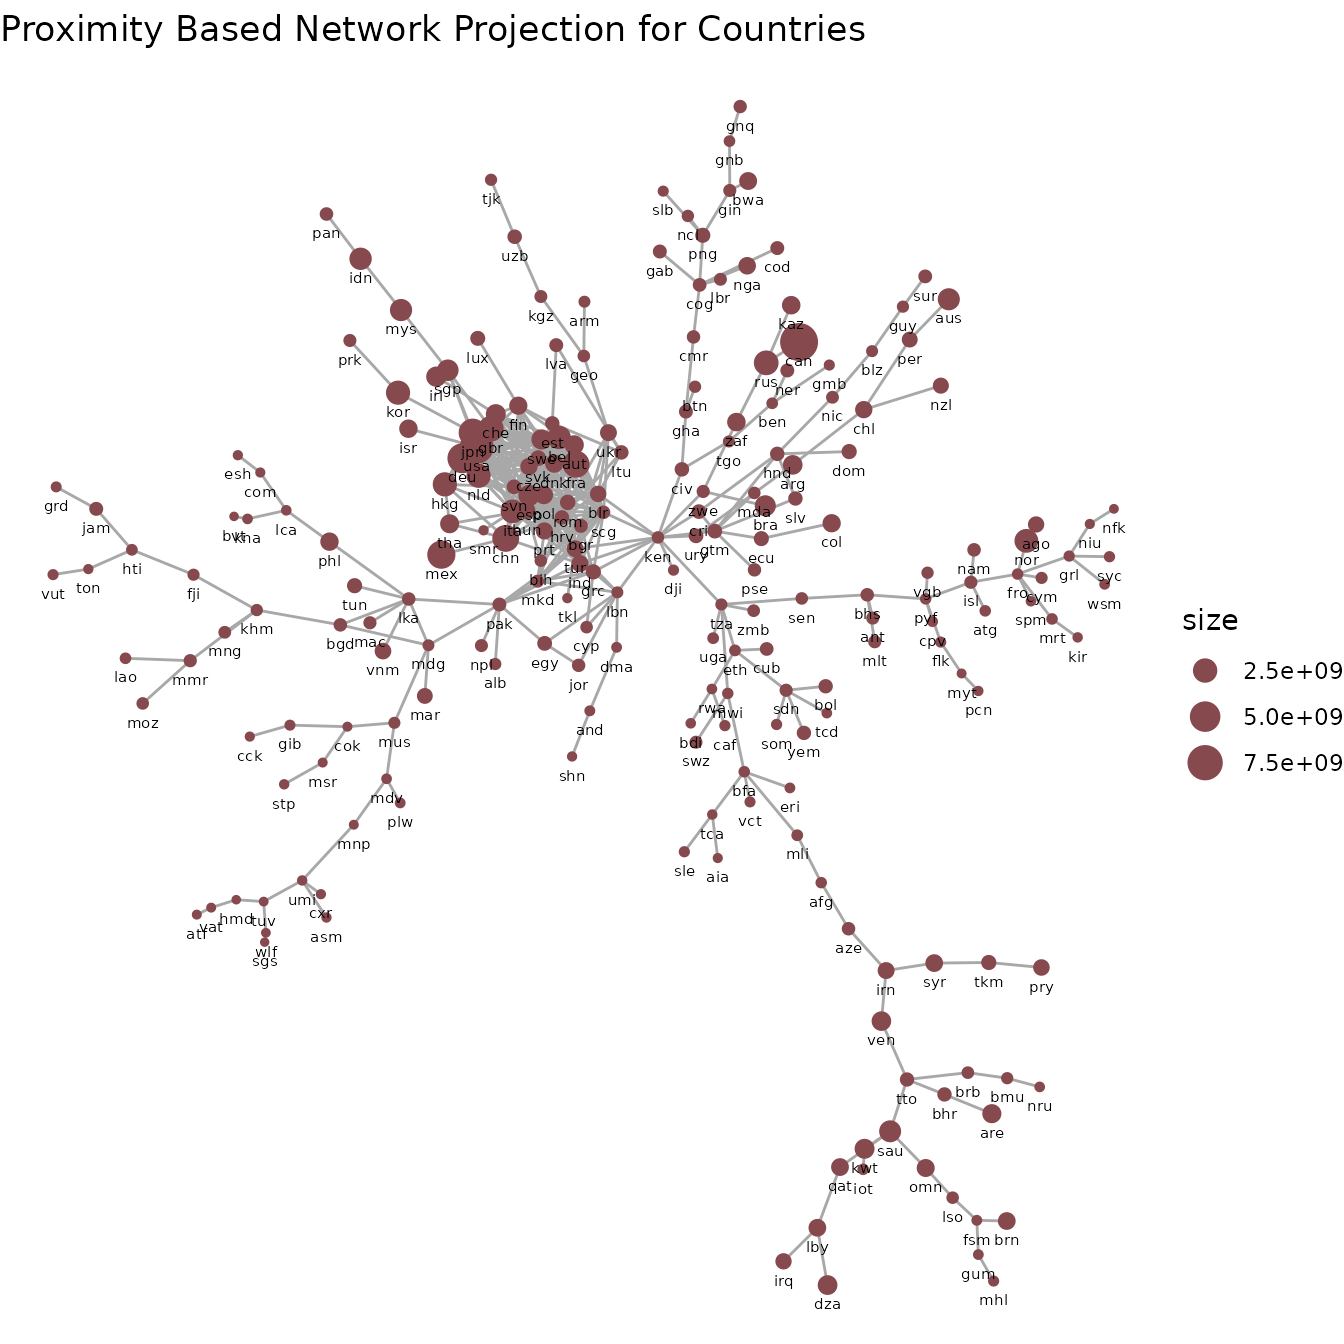 Proximity Based Network Projection for Countries
gnq
gnb
tjk
slb
gin
bwa
pan
ncl
png
uzb
cod
gab
idn
nga
lbr
cog
sur
kgz
arm
aus
kaz
guy
mys
cmr
prk
lux
per
lva
can
geo
blz
rus
ner
gmb
sgp
irl
btn
nzl
kor
nic
ben
fin
chl
gha
zaf
che
isr
est
gbr
ukr
jpn
bel
swe
tgo
usa
aut
ltu
hnd
dom
esh
deu
svk
arg
fra
dnk
com
cze
civ
nld
grd
hkg
svn
esp
pol
blr
zwe
mda
slv
rom
bra
jam
lca
kna
ita
hun
scg
cri
hrv
nfk
tha
col
smr
prt
bgr
ury
gtm
ecu
ago
niu
phl
chn
ken
nor
hti
tur
mex
bih
ind
pse
nam
grl
syc
vut
ton
fji
dji
grc
fro
cym
tun
mkd
vgb
isl
wsm
tkl
lbn
lka
pak
tza
zmb
sen
bhs
pyf
spm
atg
khm
bgd
mac
ant
mrt
cpv
mng
cyp
kir
mlt
flk
vnm
mdg
npl
egy
dma
uga
eth
cub
lao
mmr
alb
jor
myt
pcn
rwa
mwi
sdn
bol
mar
moz
and
tcd
mus
cok
gib
bdi
caf
som
yem
cck
swz
shn
msr
bfa
mdv
stp
eri
plw
vct
tca
mnp
mli
sle
aia
umi
afg
cxr
hmd
tuv
vat
atf
asm
aze
wlf
sgs
irn
syr
tkm
pry
ven
tto
brb
bmu
nru
bhr
are
sau
kwt
qat
iot
omn
lso
fsm
brn
lby
gum
irq
mhl
dza
size
2.5e+09
5.0e+09
7.5e+09